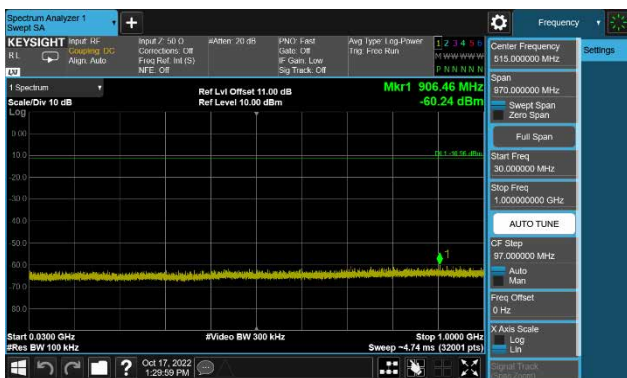 Spectrum Analyzer 1
Swept SA
Frequency
KEYSIGHT
RL
Input: RF
Coupling: DC
Align: Auto
Input Z: 50 Ω
Corrections: Off
Freq Ref: Int (S)
NFE: Off
#Atten: 20 dB
PNO: Fast
Gate: Off
IF Gain: Low
Sig Track: Off
Avg Type: Log-Power
Trig: Free Run
1 2 3 4 5 6
M W W W W W
P N N N N N
Center Frequency
515.000000 MHz
Settings
1 Spectrum
Scale/Div 10 dB
Log
Ref Lvl Offset 11.00 dB
Ref Level 10.00 dBm
Mkr1 906.46 MHz
-60.24 dBm
Span
970.000000 MHz
Swept Span
Zero Span
Full Span
Start Freq
30.000000 MHz
Stop Freq
1.000000000 GHz
AUTO TUNE
CF Step
97.000000 MHz
Auto
Man
Freq Offset
0 Hz
X Axis Scale
Log
Lin
Signal Track
0.00
-10.0
-20.0
-30.0
-40.0
-50.0
-60.0
-70.0
-80.0
1
Start 0.0300 GHz
#Res BW 100 kHz
#Video BW 300 kHz
Stop 1.0000 GHz
Sweep ~4.74 ms (32001 pts)
Oct 17, 2022
1:29:59 PM